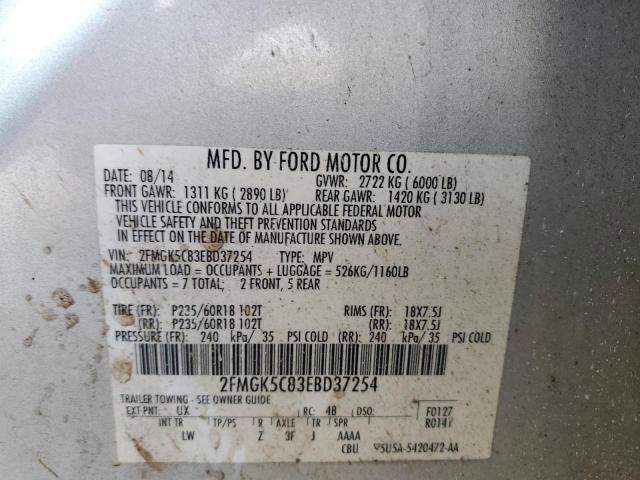 MFD. BY FORD MOTOR CO.
DATE: 08/14 GVWR: 2722 KG ( 6000 LB)
FRONT GAWR: 1311 KG ( 2890 LB) REAR GAWR: 1420 KG ( 3130 LB)
THIS VEHICLE CONFORMS TO ALL APPLICABLE FEDERAL MOTOR
VEHICLE SAFETY AND THEFT PREVENTION STANDARDS
IN EFFECT ON THE DATE OF MANUFACTURE SHOWN ABOVE.
VIN: 2FMGK5C83EBD37254 TYPE: MPV
MAXIMUM LOAD = OCCUPANTS + LUGGAGE = 526KG/1160LB
OCCUPANTS = 7 TOTAL; 2 FRONT, 5 REAR
TIRE (FR): P235/60R18 102T RIMS (FR): 18X7.5J
(RR): P235/60R18 102T (RR): 18X7.5J
PRESSURE (FR): 240 kPa/ 35 PSI COLD (RR): 240 kPa/ 35 PSI COLD
2FMGK5C83EBD37254
TRAILER TOWING - SEE OWNER GUIDE
EXT PNT: UX RC: 48 DSO: F0127
INT TR TP/PS R AXLE TR SPR R0141
LW Z 3F J AAAA
CBU 5U5A-5420472-AA